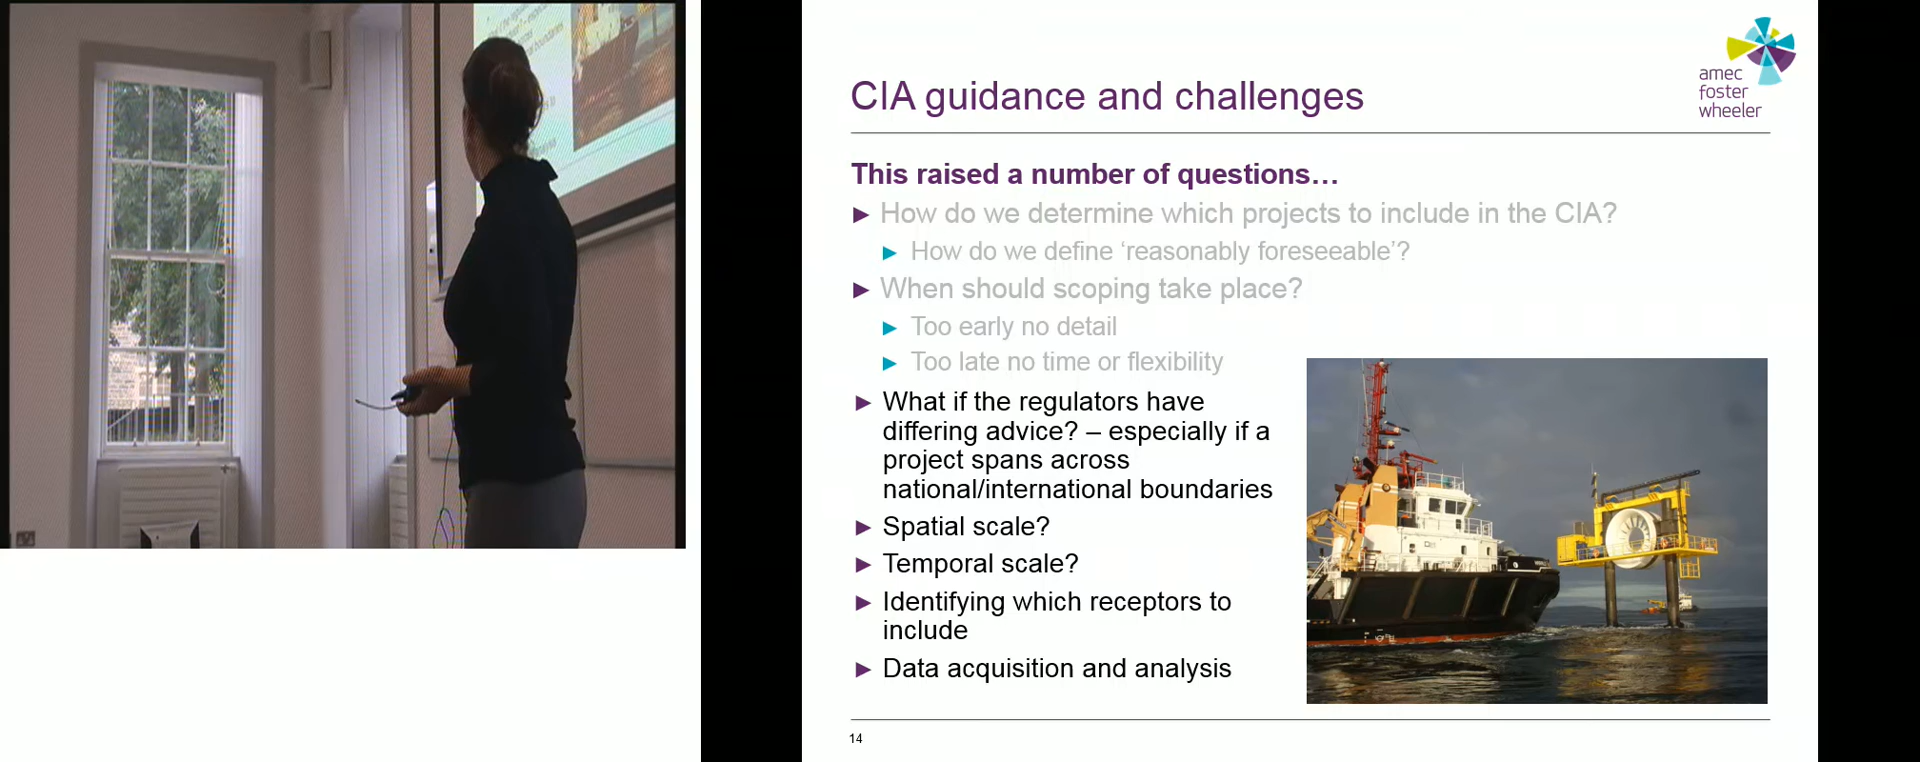 CIA guidance and challenges
amec
foster
wheeler
This raised a number of questions…
► How do we determine which projects to include in the CIA?
► How do we define ‘reasonably foreseeable’?
► When should scoping take place?
► Too early no detail
► Too late no time or flexibility
► What if the regulators have
differing advice? – especially if a
project spans across
national/international boundaries
► Spatial scale?
► Temporal scale?
► Identifying which receptors to
include
► Data acquisition and analysis
14